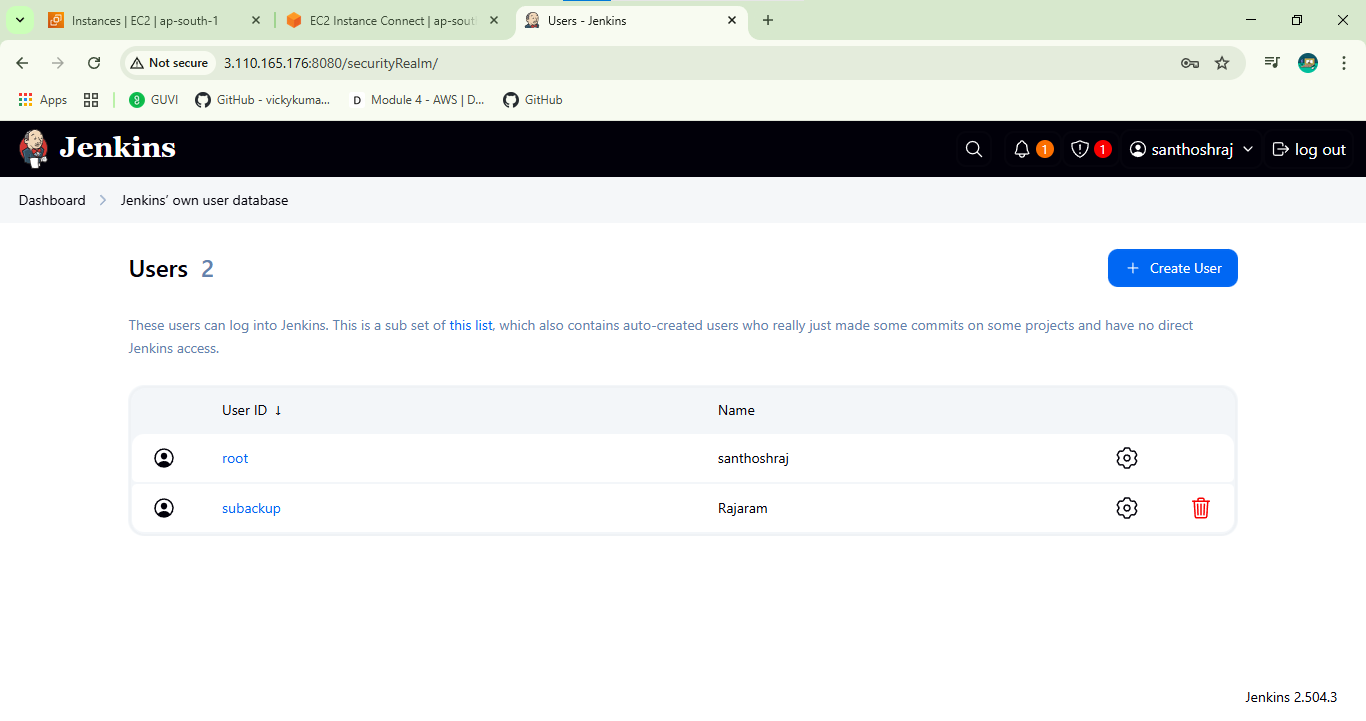 Instances | EC2 | ap-south-1
EC2 Instance Connect | ap-sout
Users - Jenkins
Not secure
3.110.165.176:8080/securityRealm/
Apps
GUVI
GitHub - vickykuma...
D
Module 4 - AWS | D...
GitHub
Jenkins
1
1
santhoshraj
log out
Dashboard
Jenkins’ own user database
Users 2
+ Create User
These users can log into Jenkins. This is a sub set of this list, which also contains auto-created users who really just made some commits on some projects and have no direct
Jenkins access.
User ID ↓ Name
root santhoshraj
subackup Rajaram
Jenkins 2.504.3